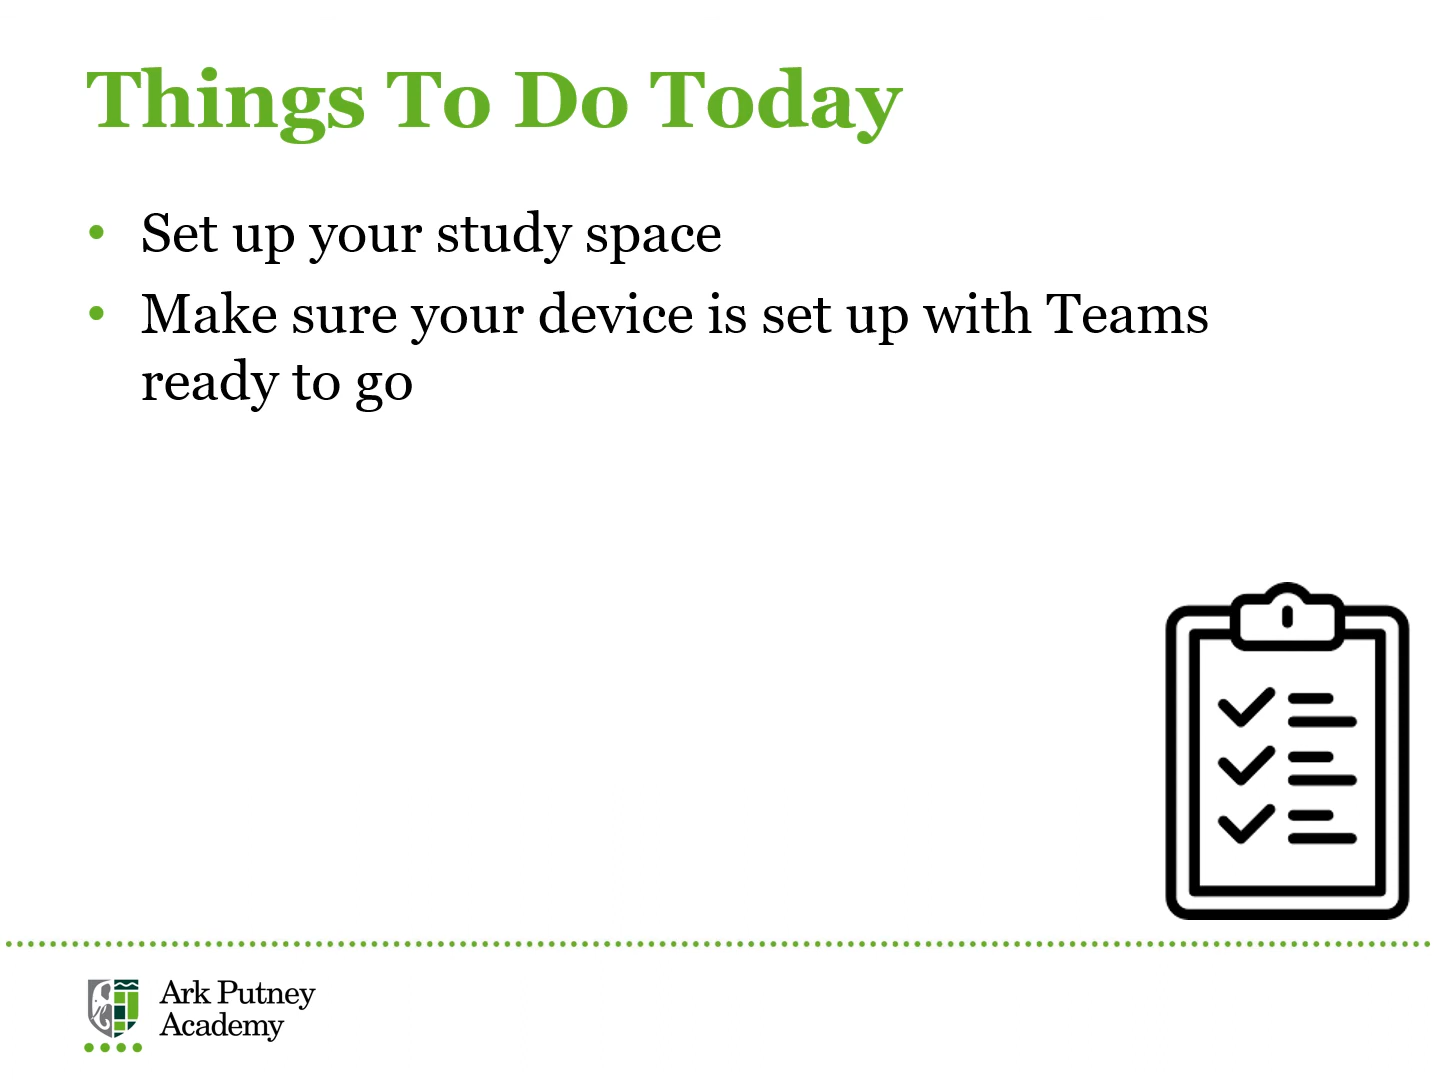 Things To Do Today
• Set up your study space
• Make sure your device is set up with Teams
ready to go
Ark Putney
Academy